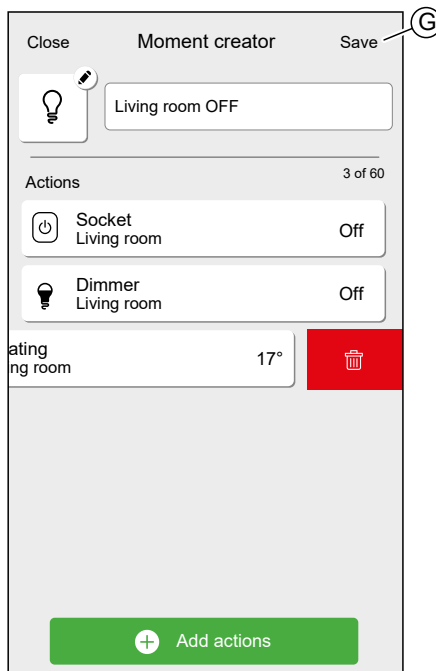 Close Moment creator Save G
Living room OFF
Actions 3 of 60
Socket
Living room Off
Dimmer
Living room Off
ating
ng room 17°
Add actions